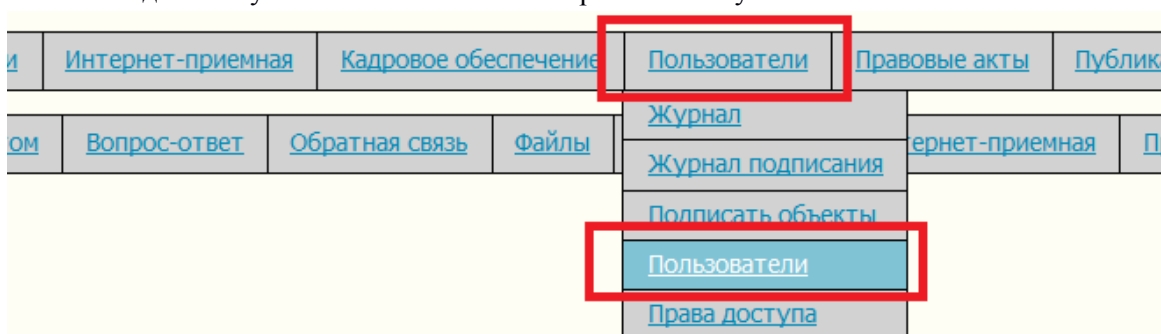 Интернет-приемная Кадровое обеспечение Пользователи Правовые акты
Журнал
Вопрос-ответ Обратная связь Файлы
Журнал подписания
Подписать объекты
Пользователи
Права доступа